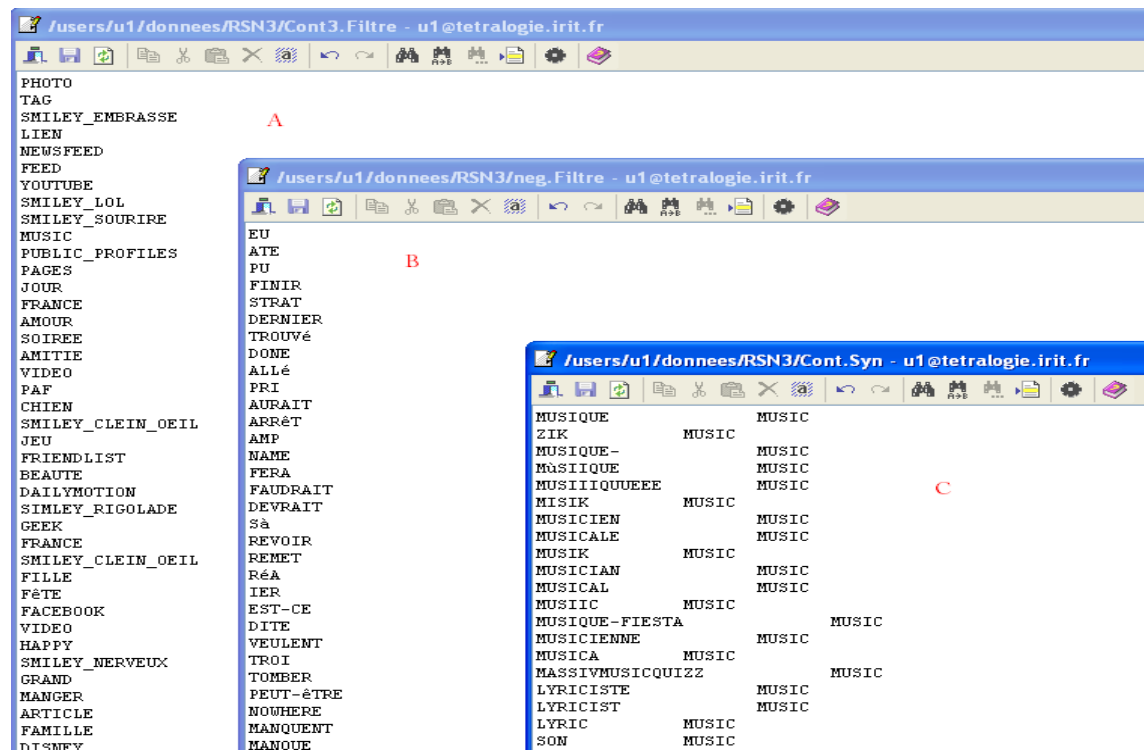 /users/u1/donnees/RSN3/Cont3.Filtre - u1@tetralogie.irit.fr
PHOTO
TAG
SMILEY_EMBRASSE
LIEN
NEWSFEED
FEED
YOUTUBE
SMILEY_LOL
SMILEY_SOURIRE
MUSIC
PUBLIC_PROFILES
PAGES
JOUR
FRANCE
AMOUR
SOIREE
AMITIE
VIDEO
PAF
CHIEN
SMILEY_CLEIN_OEIL
JEU
FRIENDLIST
BEAUTE
DAILYMOTION
SIMLEY_RIGOLADE
GEEK
FRANCE
SMILEY_CLEIN_OEIL
FILLE
FêTE
FACEBOOK
VIDEO
HAPPY
SMILEY_NERVEUX
GRAND
MANGER
ARTICLE
FAMILLE
DISNEY
A
/users/u1/donnees/RSN3/neg.Filtre - u1@tetralogie.irit.fr
EU
ATE
PU
FINIR
STRAT
DERNIER
TROUVé
DONE
ALLé
PRI
AURAIT
ARRêT
AMP
NAME
FERA
FAUDRAIT
DEVRAIT
Sà
REVOIR
REMET
RéA
IER
EST-CE
DITE
VEULENT
TROI
TOMBER
PEUT-êTRE
NOWHERE
MANQUENT
MANQUE
B
/users/u1/donnees/RSN3/Cont.Syn - u1@tetralogie.irit.fr
MUSIQUE MUSIC
ZIK MUSIC
MUSIQUE- MUSIC
MùSIIQUE MUSIC
MUSIIIQUUEEE MUSIC
MISIK MUSIC
MUSICIEN MUSIC
MUSICALE MUSIC
MUSIK MUSIC
MUSICIAN MUSIC
MUSICAL MUSIC
MUSIIC MUSIC
MUSIQUE-FIESTA MUSIC
MUSICIENNE MUSIC
MUSICA MUSIC
MASSIVMUSICQUIZZ MUSIC
LYRICISTE MUSIC
LYRICIST MUSIC
LYRIC MUSIC
SON MUSIC
C